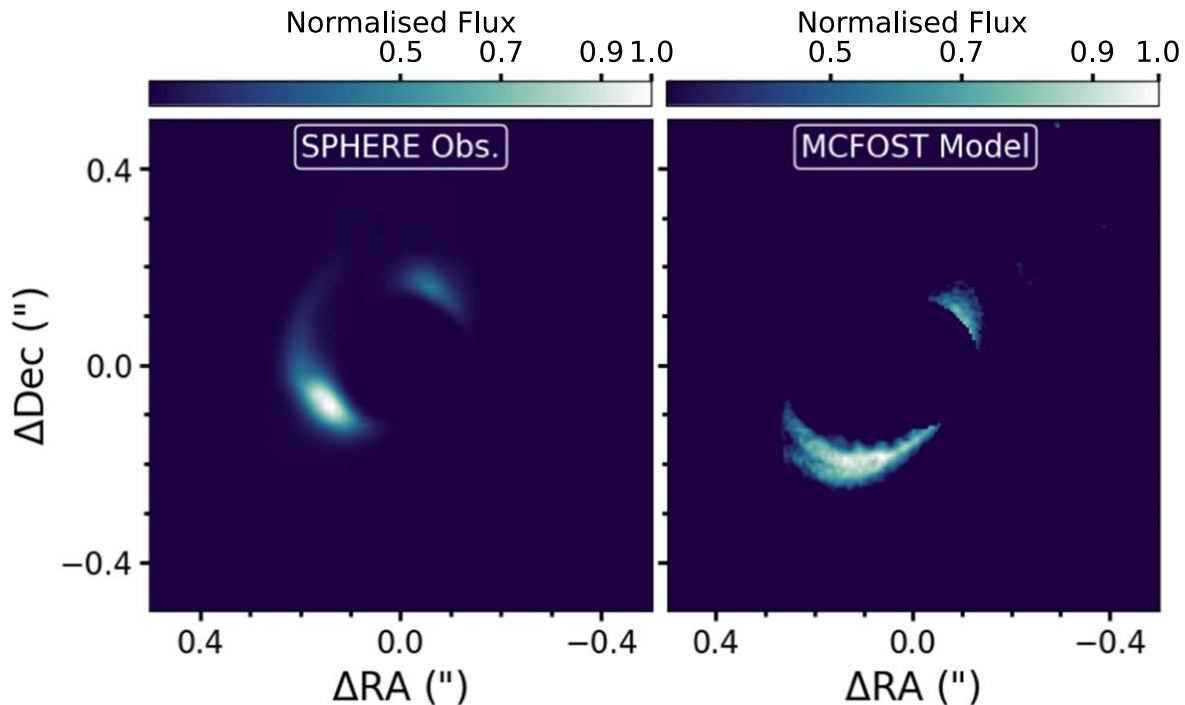 Normalised Flux Normalised Flux
0.5 0.7 0.9 1.0 0.5 0.7 0.9 1.0
SPHERE Obs. MCFOST Model
0.4
0.0
−0.4
ΔDec (")
0.4 0.0 −0.4 0.4 0.0 −0.4
ΔRA (") ΔRA (")